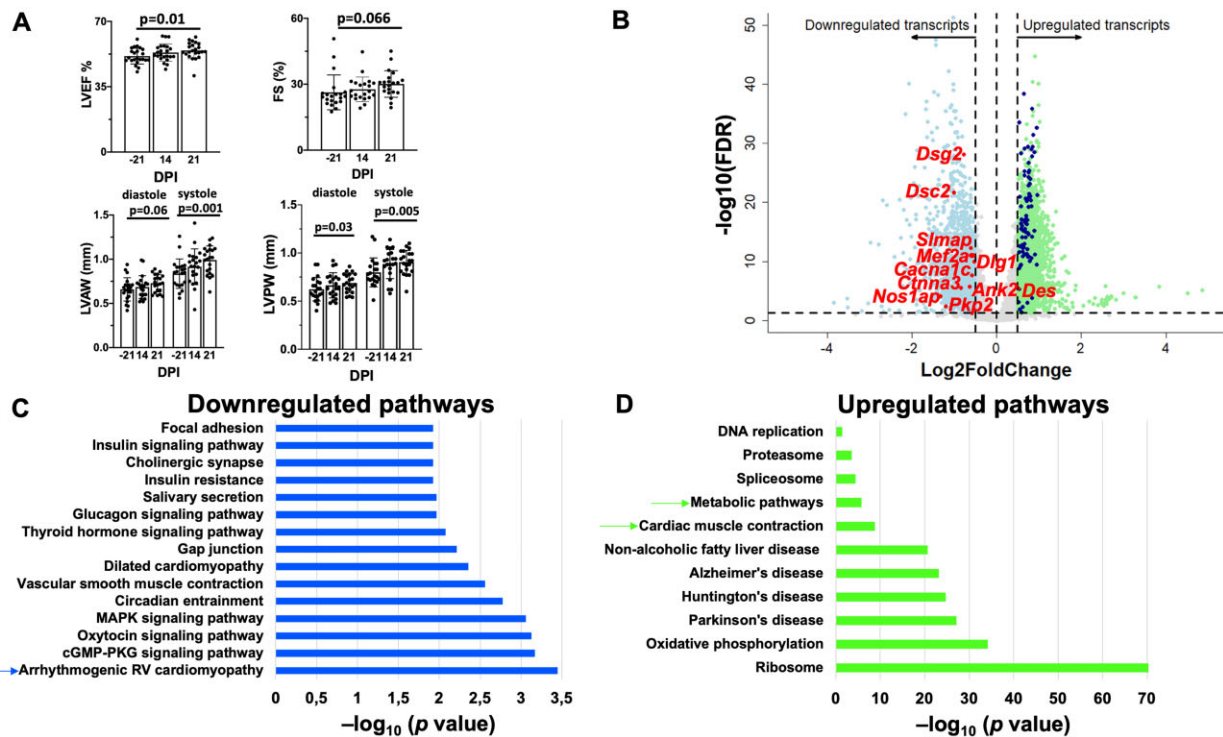 A
p=0.01
70
35
0
LVEF %
-21 14 21
DPI
p=0.066
60
30
0
FS (%)
-21 14 21
DPI
diastole systole
p=0.06 p=0.001
1.5
1.0
0.5
0.0
LVAW (mm)
-21 14 21 -21 14 21
DPI
diastole systole
p=0.03 p=0.005
1.5
1.0
0.5
0.0
LVPW (mm)
-21 14 21 -21 14 21
DPI
B
Downregulated transcripts Upregulated transcripts
50
40
30
20
10
0
-log10(FDR)
Dsg2
Dsc2
Slmap
Mef2a
Dlg1
Cacna1c
Ctnna3
Ank2
Des
Nos1ap
Pkp2
-4 -2 0 2 4
Log2FoldChange
C
Downregulated pathways
Focal adhesion
Insulin signaling pathway
Cholinergic synapse
Insulin resistance
Salivary secretion
Glucagon signaling pathway
Thyroid hormone signaling pathway
Gap junction
Dilated cardiomyopathy
Vascular smooth muscle contraction
Circadian entrainment
MAPK signaling pathway
Oxytocin signaling pathway
cGMP-PKG signaling pathway
Arrhythmogenic RV cardiomyopathy
0 0,5 1 1,5 2 2,5 3 3,5
–log10 (p value)
D
Upregulated pathways
DNA replication
Proteasome
Spliceosome
Metabolic pathways
Cardiac muscle contraction
Non-alcoholic fatty liver disease
Alzheimer's disease
Huntington's disease
Parkinson's disease
Oxidative phosphorylation
Ribosome
0 10 20 30 40 50 60 70
–log10 (p value)